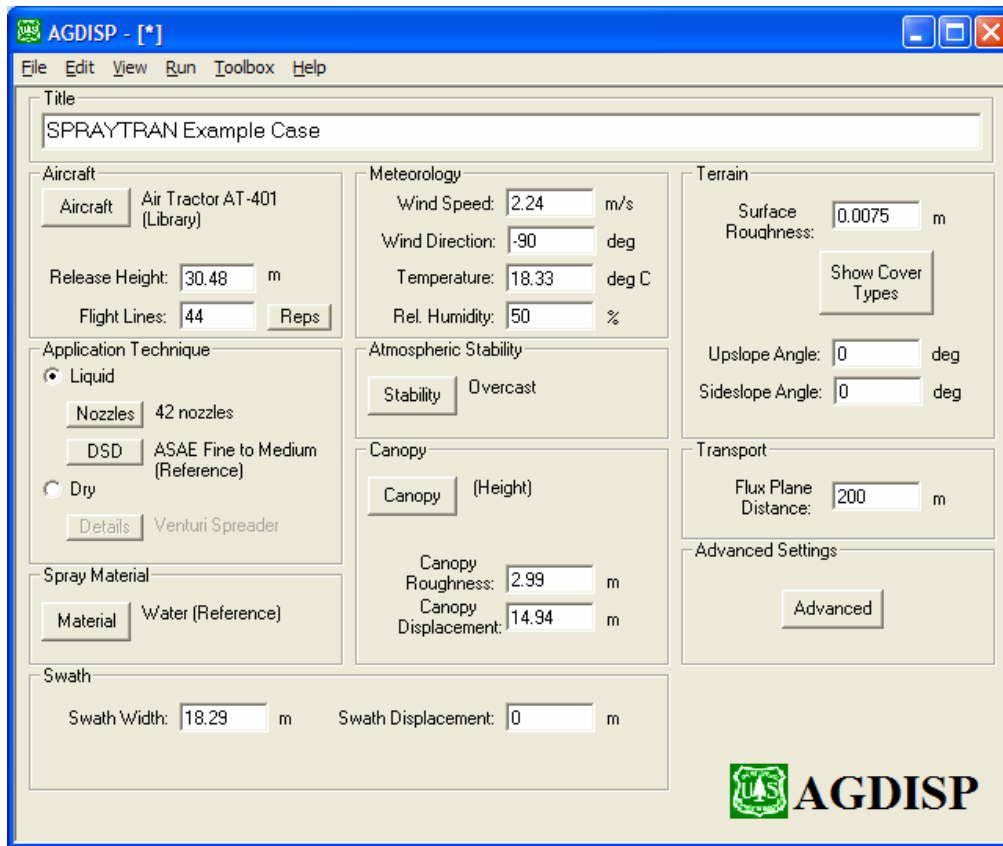 AGDISP - [*]
File Edit View Run Toolbox Help
Title
SPRAYTRAN Example Case
Aircraft
Aircraft
Air Tractor AT-401
(Library)
Release Height: 30.48 m
Flight Lines: 44 Reps
Meteorology
Wind Speed: 2.24 m/s
Wind Direction: -90 deg
Temperature: 18.33 deg C
Rel. Humidity: 50 %
Terrain
Surface
Roughness: 0.0075 m
Show Cover
Types
Upslope Angle: 0 deg
Sideslope Angle: 0 deg
Application Technique
Liquid
Nozzles 42 nozzles
DSD ASAE Fine to Medium
(Reference)
Dry
Details Venturi Spreader
Atmospheric Stability
Stability Overcast
Canopy
Canopy (Height)
Canopy
Roughness: 2.99 m
Canopy
Displacement: 14.94 m
Transport
Flux Plane
Distance: 200 m
Advanced Settings
Advanced
Spray Material
Material Water (Reference)
Swath
Swath Width: 18.29 m Swath Displacement: 0 m
U S
AGDISP